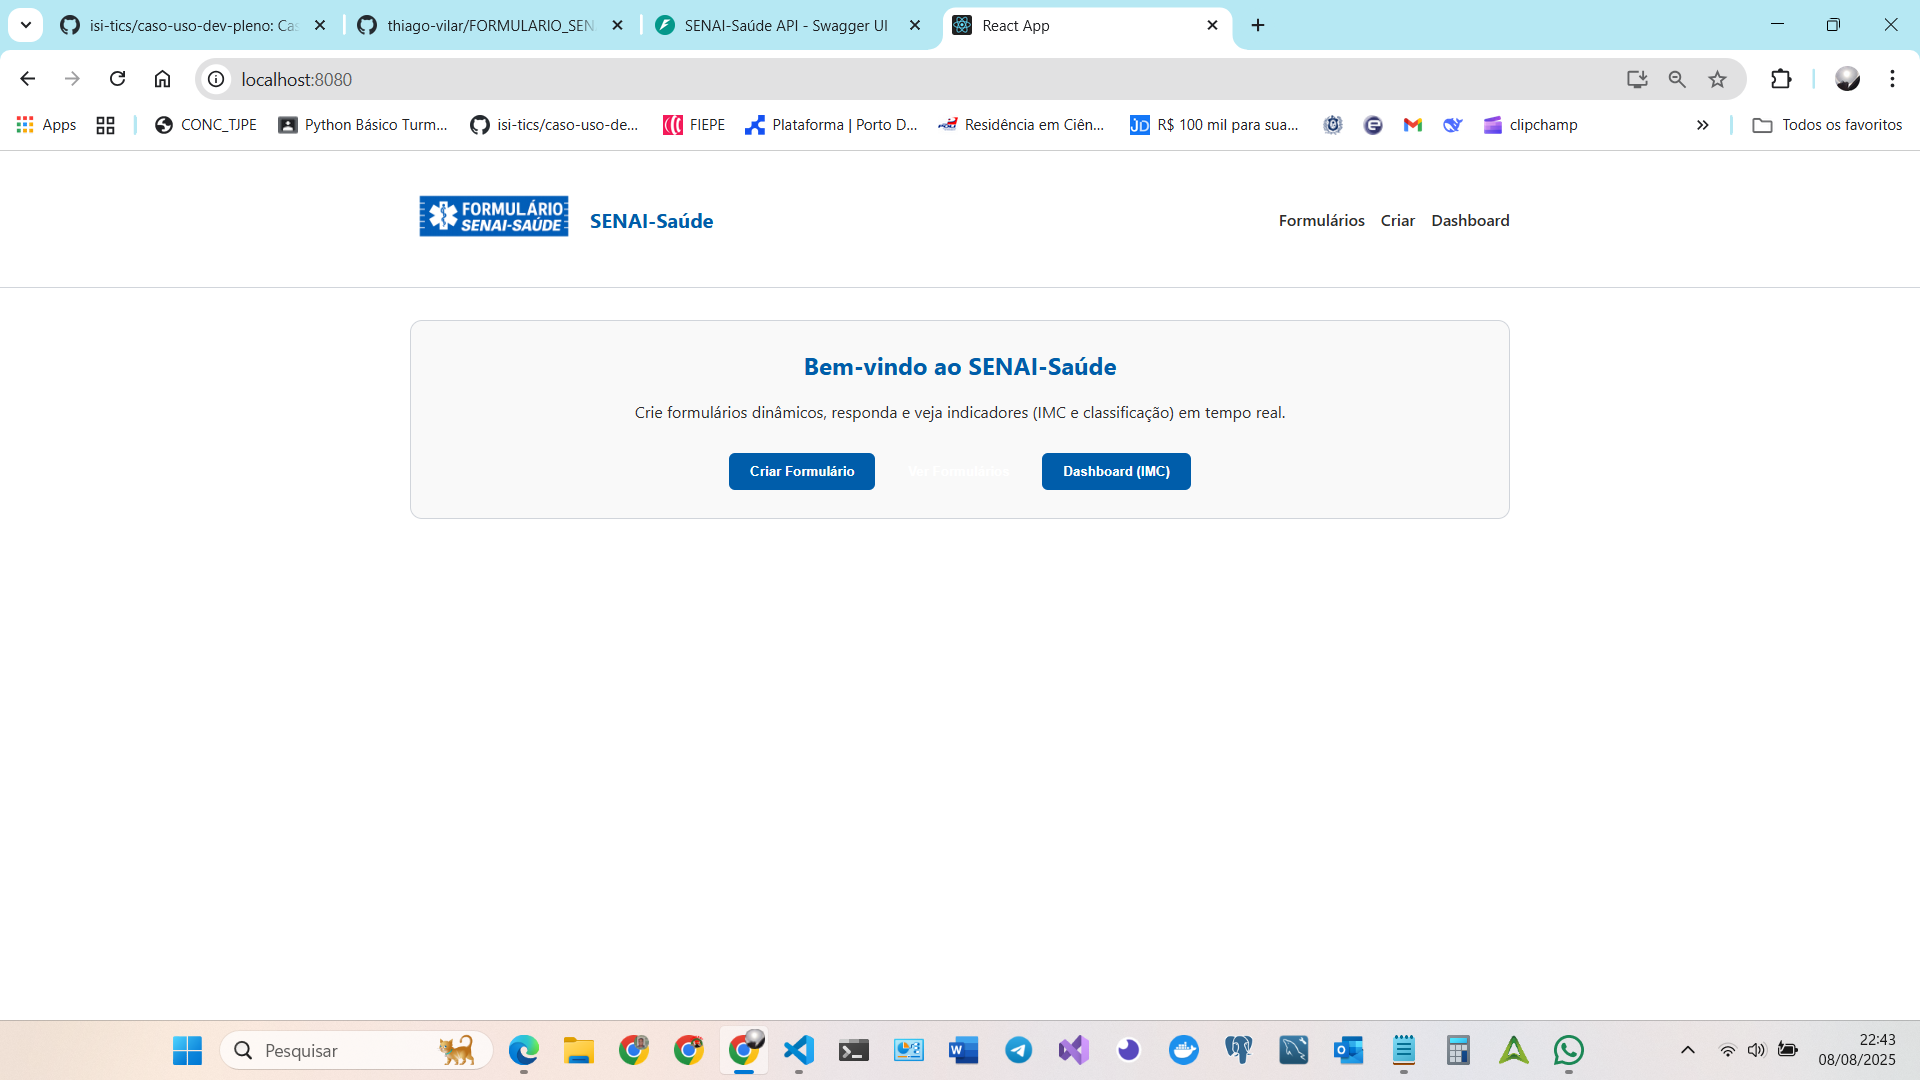 isi-tics/caso-uso-dev-pleno: Cas
thiago-vilar/FORMULARIO_SEN
SENAI-Saúde API - Swagger UI
React App
localhost:8080
Apps
CONC_TJPE
Python Básico Turm...
isi-tics/caso-uso-de...
FIEPE
Plataforma | Porto D...
Residência em Ciên...
R$ 100 mil para sua...
clipchamp
Todos os favoritos
FORMULÁRIO
SENAI-SAÚDE
SENAI-Saúde
Formulários Criar Dashboard
Bem-vindo ao SENAI-Saúde
Crie formulários dinâmicos, responda e veja indicadores (IMC e classificação) em tempo real.
Criar Formulário
Ver Formulários
Dashboard (IMC)
Pesquisar
22:43
08/08/2025